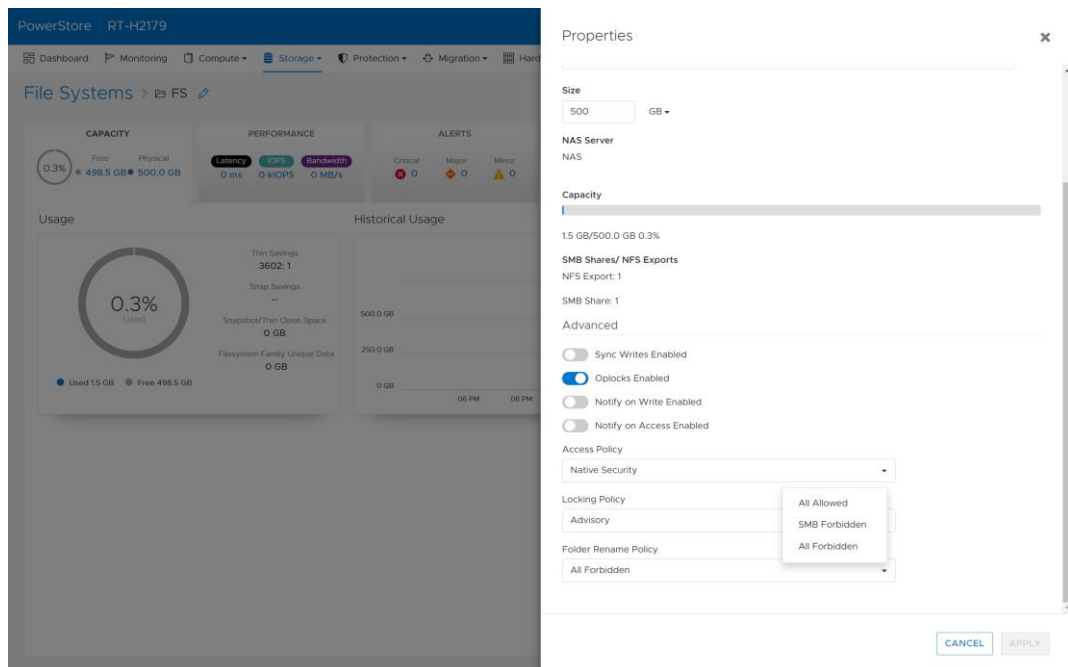 PowerStore RT-H2179
Dashboard Monitoring Compute Storage Protection Migration Hard
File Systems > FS
CAPACITY PERFORMANCE ALERTS
0.3% Free Physical Latency IOPS Bandwidth Critical Major Minor
498.5 GB 500.0 GB 0 ms 0 kIOPS 0 MB/s 0 0 0
Usage Historical Usage
0.3%
Used
Thin Savings
3602: 1
Snap Savings
--
Snapshot/Thin Clone Space
0 GB
Filesystem Family Unique Data
0 GB
Used 1.5 GB Free 498.5 GB
500.0 GB
250.0 GB
0 GB
06 PM 08 PM
Properties
Size
500 GB
NAS Server
NAS
Capacity
1.5 GB/500.0 GB 0.3%
SMB Shares/ NFS Exports
NFS Export: 1
SMB Share: 1
Advanced
Sync Writes Enabled
Oplocks Enabled
Notify on Write Enabled
Notify on Access Enabled
Access Policy
Native Security
Locking Policy
Advisory
Folder Rename Policy
All Forbidden
All Allowed
SMB Forbidden
All Forbidden
CANCEL APPLY